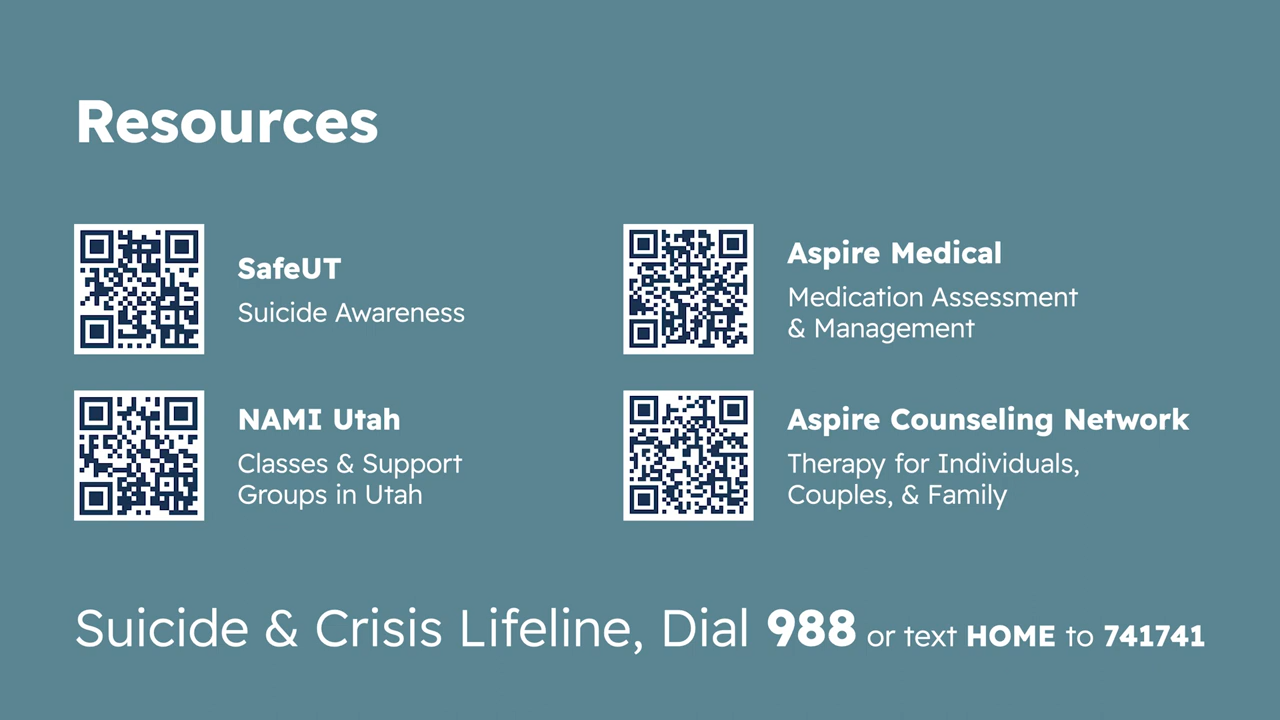 Resources
SafeUT
Suicide Awareness
NAMI Utah
Classes & Support
Groups in Utah
Aspire Medical
Medication Assessment
& Management
Aspire Counseling Network
Therapy for Individuals,
Couples, & Family
Suicide & Crisis Lifeline, Dial 988 or text HOME to 741741